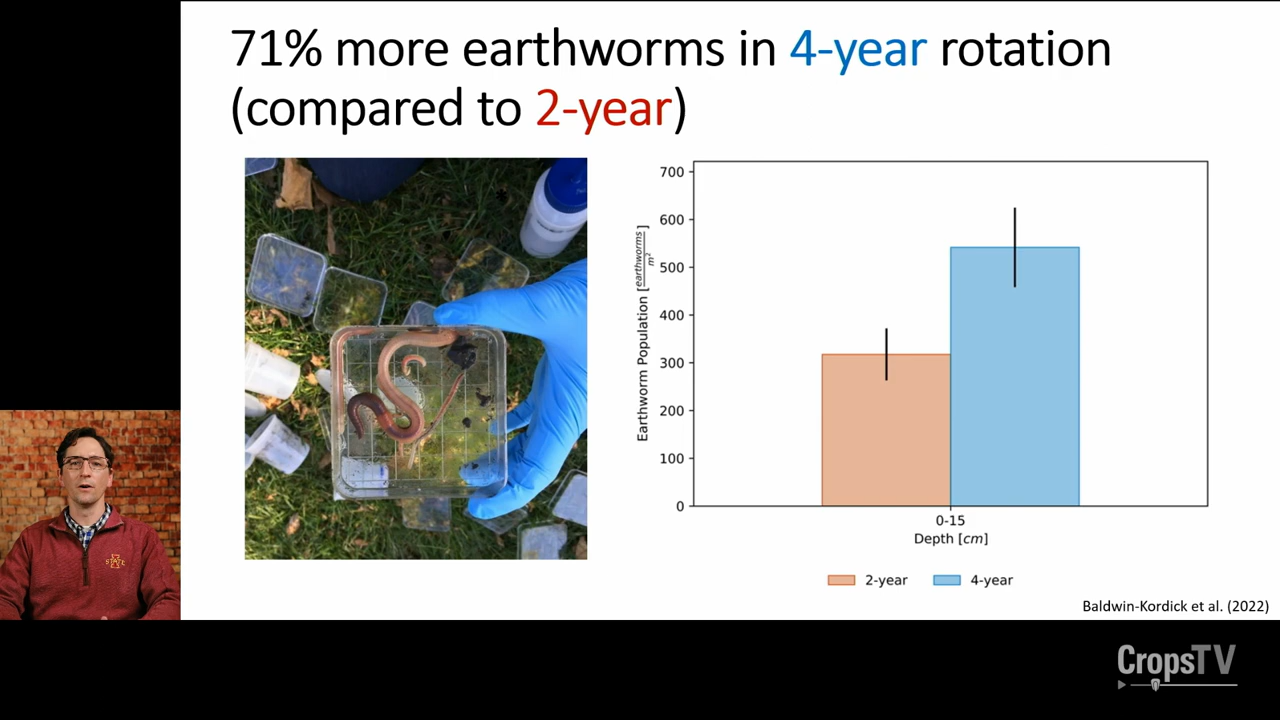 71% more earthworms in 4-year rotation
(compared to 2-year)
700
600
500
400
300
200
100
0
Earthworm Population [earthworms/m²]
0-15
Depth [cm]
2-year 4-year
Baldwin-Kordick et al. (2022)
STATE
CropsTV